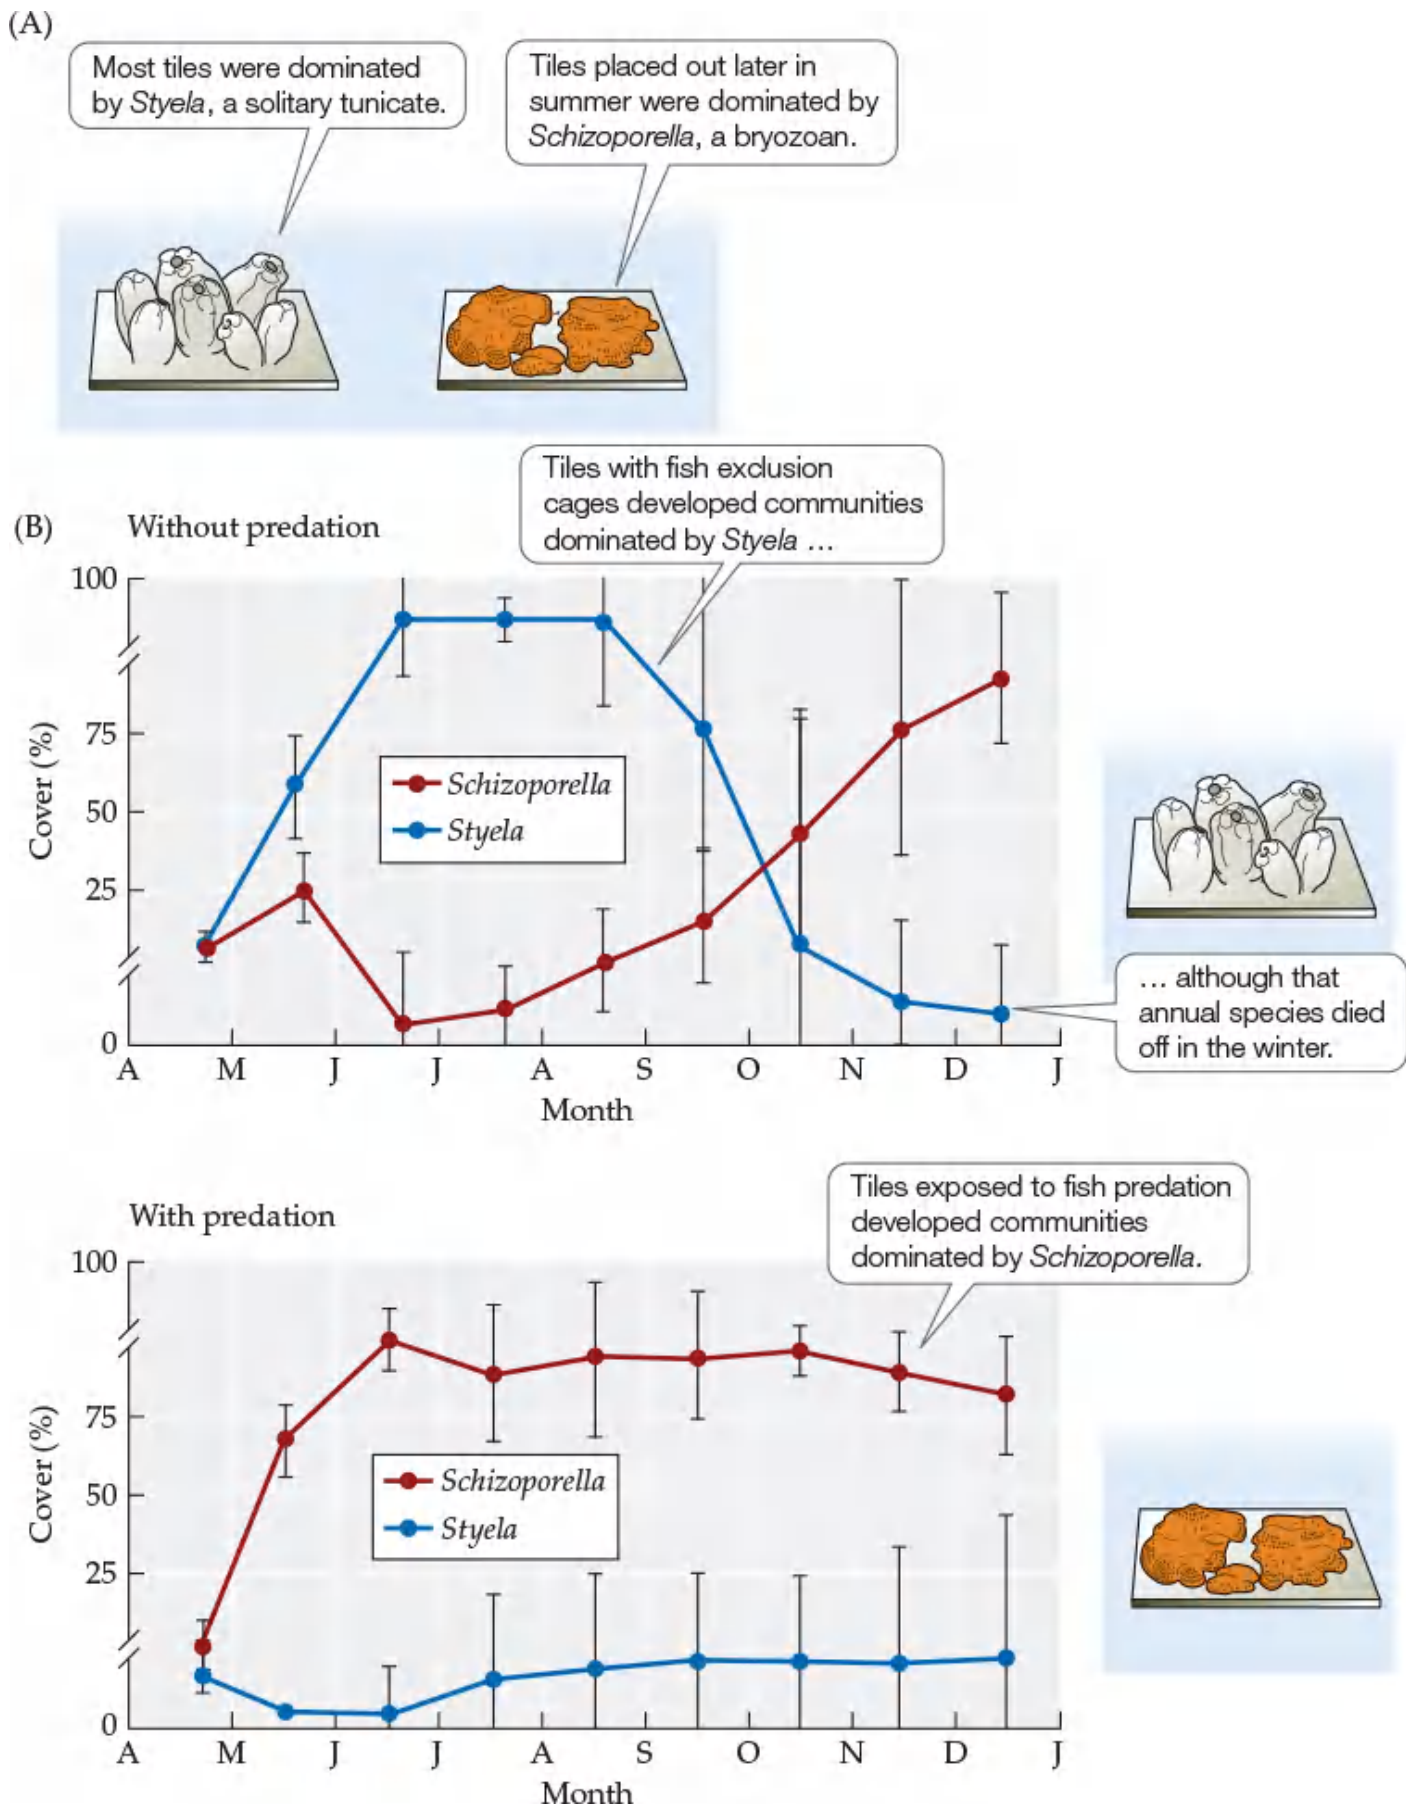 (A)
Most tiles were dominated
by Styela, a solitary tunicate.
Tiles placed out later in
summer were dominated by
Schizoporella, a bryozoan.
(B)
Without predation
Tiles with fish exclusion
cages developed communities
dominated by Styela …
100
75
50
25
0
Cover (%)
Schizoporella
Styela
A M J J A S O N D J
Month
… although that
annual species died
off in the winter.
With predation
Tiles exposed to fish predation
developed communities
dominated by Schizoporella.
100
75
50
25
0
Cover (%)
Schizoporella
Styela
A M J J A S O N D J
Month